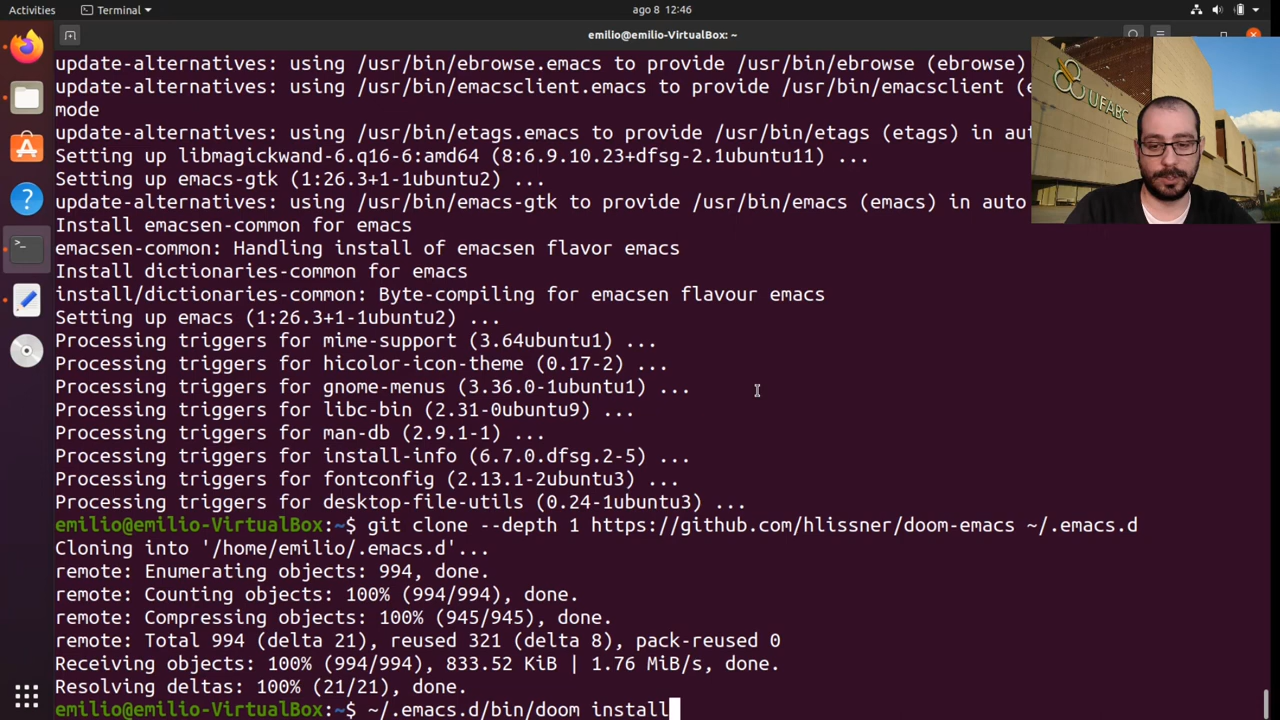 Activities
Terminal
ago 8 12:46
emilio@emilio-VirtualBox: ~
update-alternatives: using /usr/bin/ebrowse.emacs to provide /usr/bin/ebrowse (ebrowse)
update-alternatives: using /usr/bin/emacsclient.emacs to provide /usr/bin/emacsclient (e
mode
update-alternatives: using /usr/bin/etags.emacs to provide /usr/bin/etags (etags) in aut
Setting up libmagickwand-6.q16-6:amd64 (8:6.9.10.23+dfsg-2.1ubuntu11) ...
Setting up emacs-gtk (1:26.3+1-1ubuntu2) ...
update-alternatives: using /usr/bin/emacs-gtk to provide /usr/bin/emacs (emacs) in auto
Install emacsen-common for emacs
emacsen-common: Handling install of emacsen flavor emacs
Install dictionaries-common for emacs
install/dictionaries-common: Byte-compiling for emacsen flavour emacs
Setting up emacs (1:26.3+1-1ubuntu2) ...
Processing triggers for mime-support (3.64ubuntu1) ...
Processing triggers for hicolor-icon-theme (0.17-2) ...
Processing triggers for gnome-menus (3.36.0-1ubuntu1) ...
Processing triggers for libc-bin (2.31-0ubuntu9) ...
Processing triggers for man-db (2.9.1-1) ...
Processing triggers for install-info (6.7.0.dfsg.2-5) ...
Processing triggers for fontconfig (2.13.1-2ubuntu3) ...
Processing triggers for desktop-file-utils (0.24-1ubuntu3) ...
emilio@emilio-VirtualBox:~$ git clone --depth 1 https://github.com/hlissner/doom-emacs ~/.emacs.d
Cloning into '/home/emilio/.emacs.d'...
remote: Enumerating objects: 994, done.
remote: Counting objects: 100% (994/994), done.
remote: Compressing objects: 100% (945/945), done.
remote: Total 994 (delta 21), reused 321 (delta 8), pack-reused 0
Receiving objects: 100% (994/994), 833.52 KiB | 1.76 MiB/s, done.
Resolving deltas: 100% (21/21), done.
emilio@emilio-VirtualBox:~$ ~/.emacs.d/bin/doom install
UFABC